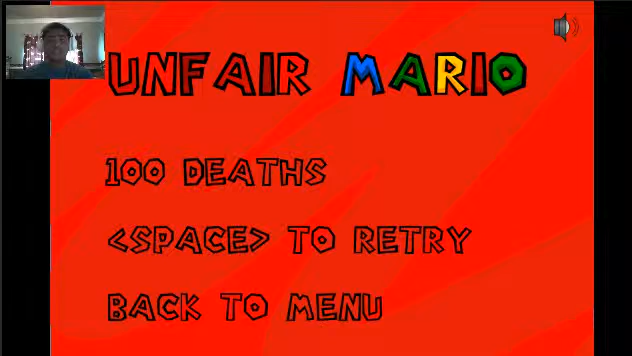 UNFAIR MARIO
100 DEATHS
<SPACE> TO RETRY
BACK TO MENU